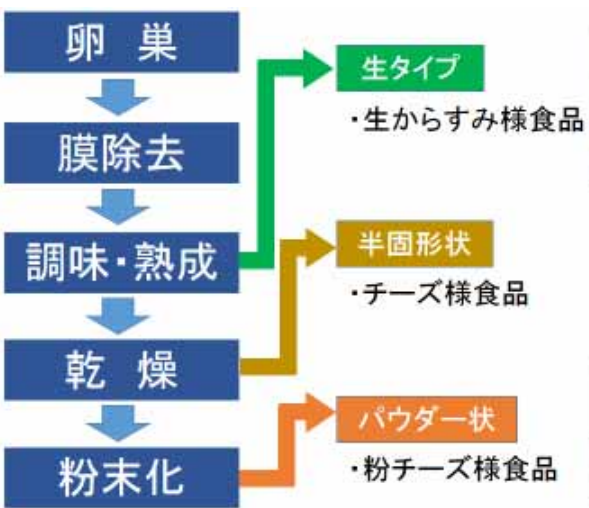 卵 巣
膜除去
調味・熟成
乾 燥
粉末化
生タイプ
・生からすみ様食品
半固形状
・チーズ様食品
パウダー状
・粉チーズ様食品